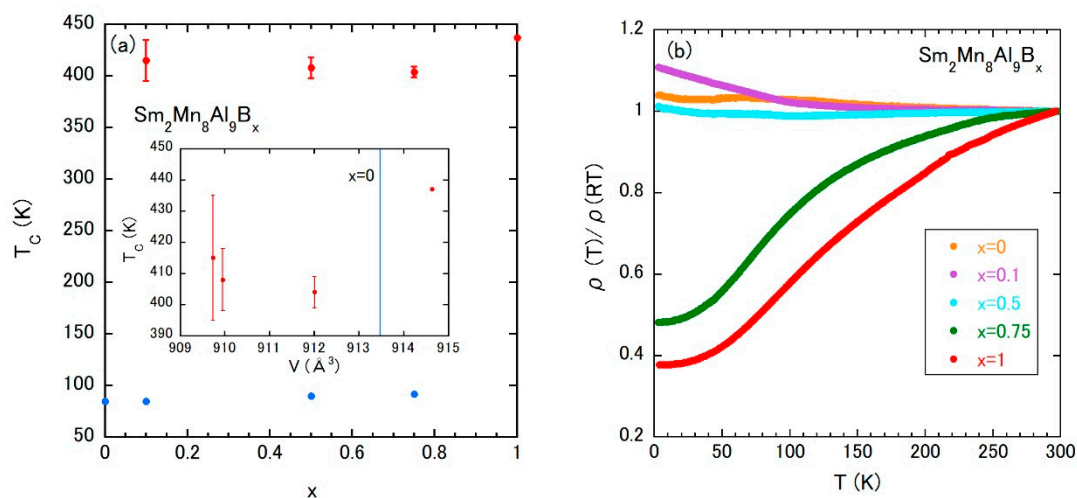 (a)
Sm2Mn8Al9Bx
TC (K)
450
400
350
300
250
200
150
100
50
0
0.2
0.4
0.6
0.8
1
x
x=0
TC (K)
450
440
430
420
410
400
390
909
910
911
912
913
914
915
V (Å3)
(b)
Sm2Mn8Al9Bx
ρ (T)/ ρ (RT)
1.2
1
0.8
0.6
0.4
0.2
x=0
x=0.1
x=0.5
x=0.75
x=1
0
50
100
150
200
250
300
T (K)